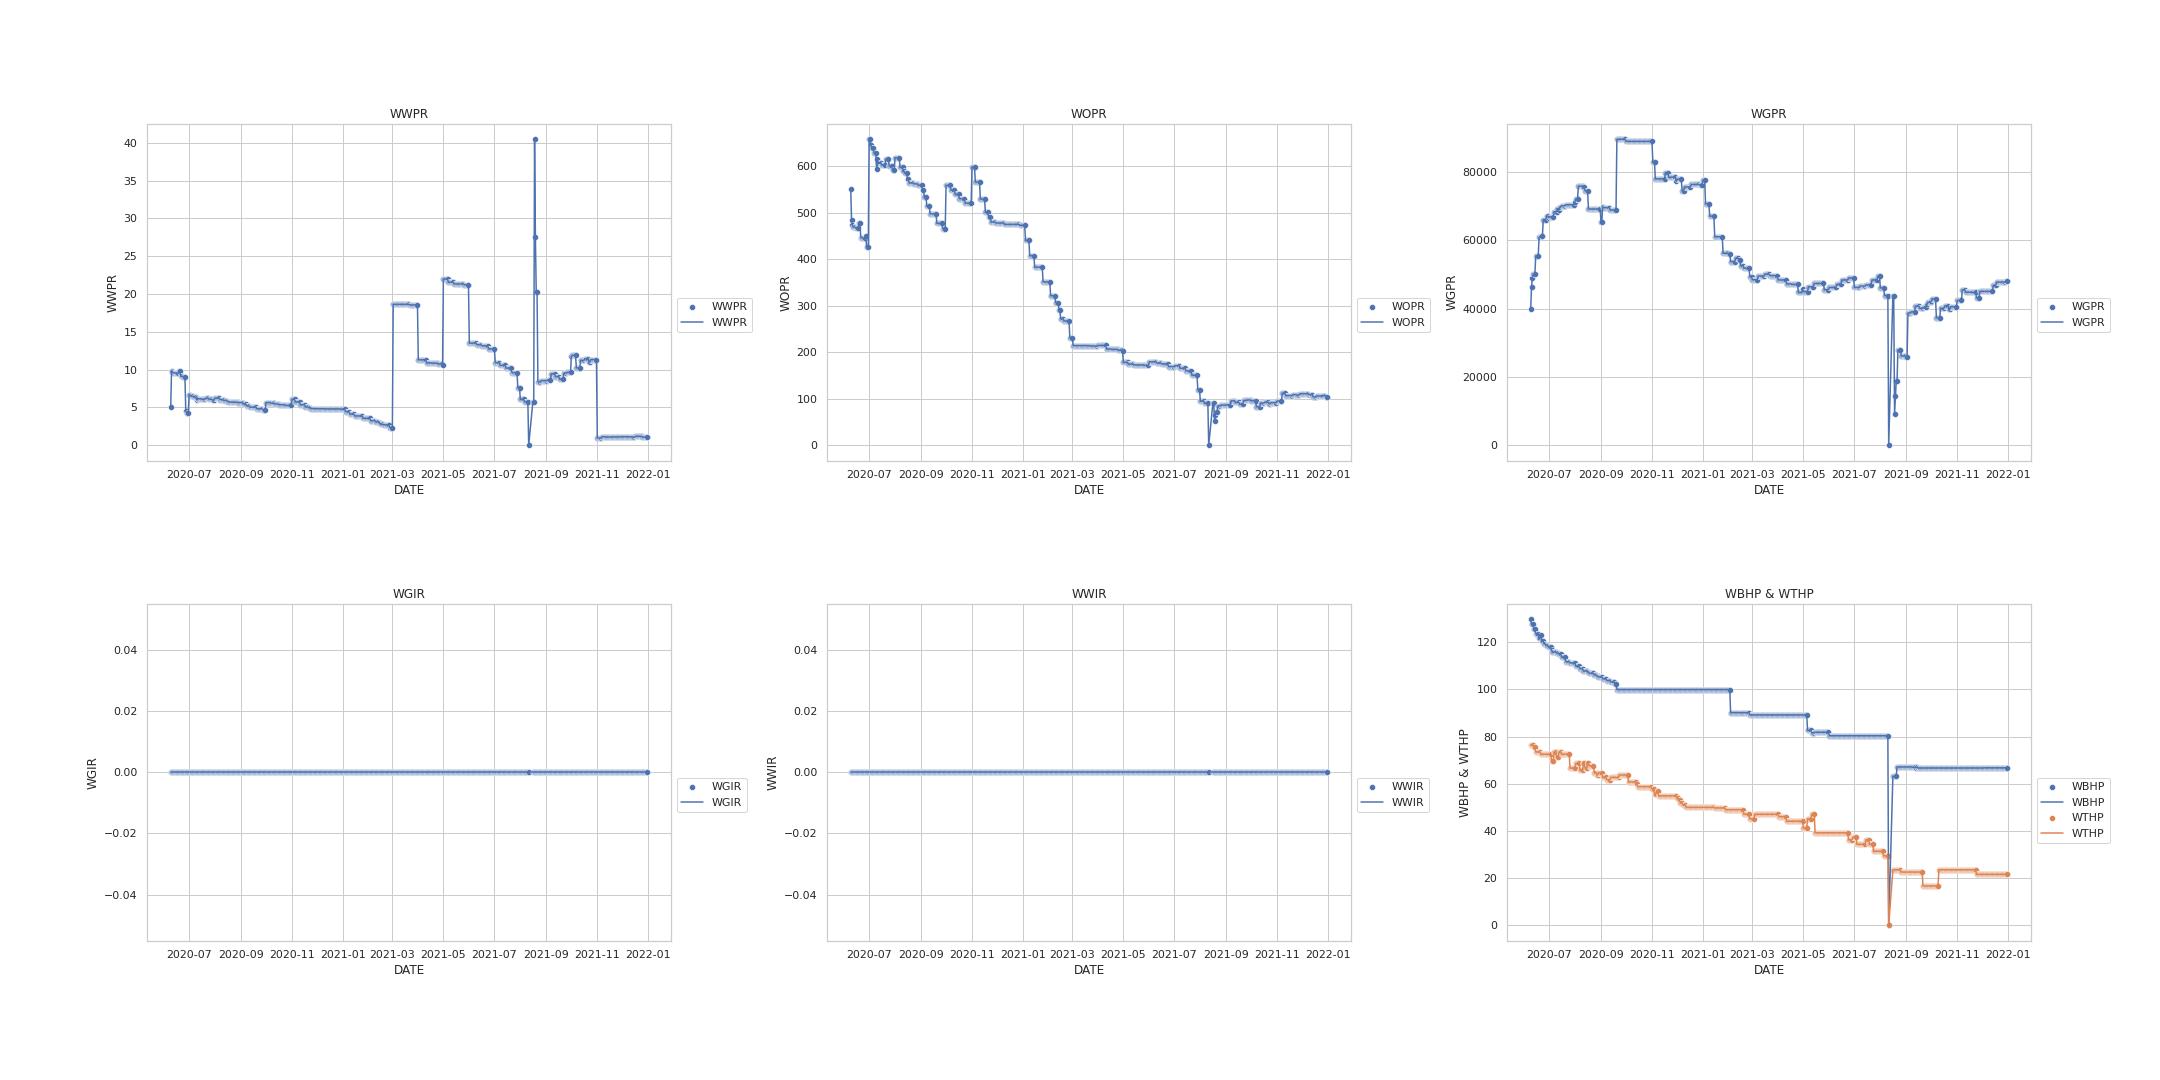 WWPR
WWPR
40
35
30
25
20
15
10
5
0
2020-07 2020-09 2020-11 2021-01 2021-03 2021-05 2021-07 2021-09 2021-11 2022-01
DATE
WWPR
WWPR
WOPR
WOPR
600
500
400
300
200
100
0
2020-07 2020-09 2020-11 2021-01 2021-03 2021-05 2021-07 2021-09 2021-11 2022-01
DATE
WOPR
WOPR
WGPR
WGPR
80000
60000
40000
20000
0
2020-07 2020-09 2020-11 2021-01 2021-03 2021-05 2021-07 2021-09 2021-11 2022-01
DATE
WGPR
WGPR
WGIR
WGIR
0.04
0.02
0.00
−0.02
−0.04
2020-07 2020-09 2020-11 2021-01 2021-03 2021-05 2021-07 2021-09 2021-11 2022-01
DATE
WGIR
WGIR
WWIR
WWIR
0.04
0.02
0.00
−0.02
−0.04
2020-07 2020-09 2020-11 2021-01 2021-03 2021-05 2021-07 2021-09 2021-11 2022-01
DATE
WWIR
WWIR
WBHP & WTHP
WBHP & WTHP
120
100
80
60
40
20
0
2020-07 2020-09 2020-11 2021-01 2021-03 2021-05 2021-07 2021-09 2021-11 2022-01
DATE
WBHP
WBHP
WTHP
WTHP